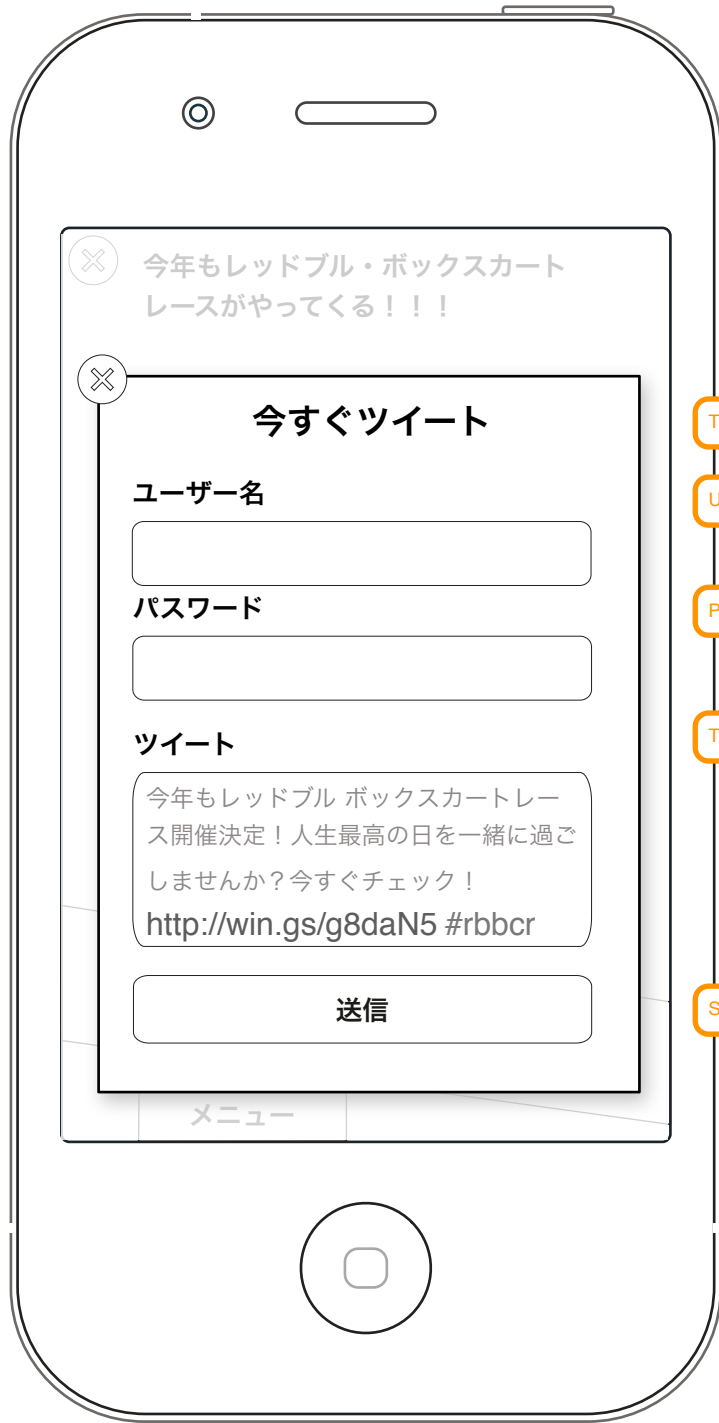 今年もレッドブル・ボックスカート
レースがやってくる！！！
今すぐツイート
T
ユーザー名
U
パスワード
P
ツイート
T
今年もレッドブル ボックスカートレー
ス開催決定！人生最高の日を一緒に過ご
しませんか？今すぐチェック！
http://win.gs/g8daN5 #rbbcr
送信
S
メニュー